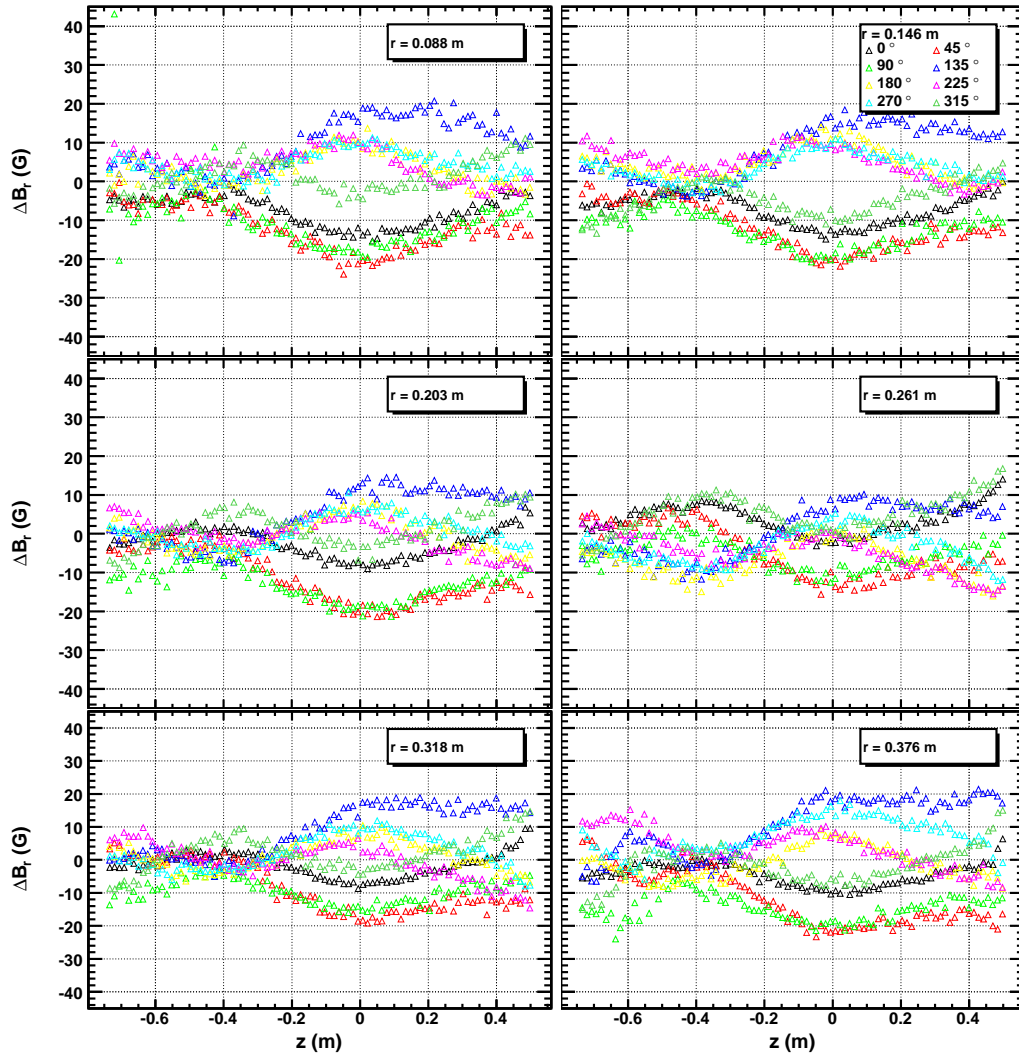 40
30
20
10
0
-10
-20
-30
-40
ΔB_r (G)
r = 0.088 m
r = 0.146 m
0 ° 45 °
90 ° 135 °
180 ° 225 °
270 ° 315 °
40
30
20
10
0
-10
-20
-30
-40
ΔB_r (G)
r = 0.203 m
r = 0.261 m
40
30
20
10
0
-10
-20
-30
-40
ΔB_r (G)
r = 0.318 m
r = 0.376 m
-0.6 -0.4 -0.2 0 0.2 0.4
z (m)
-0.6 -0.4 -0.2 0 0.2 0.4
z (m)